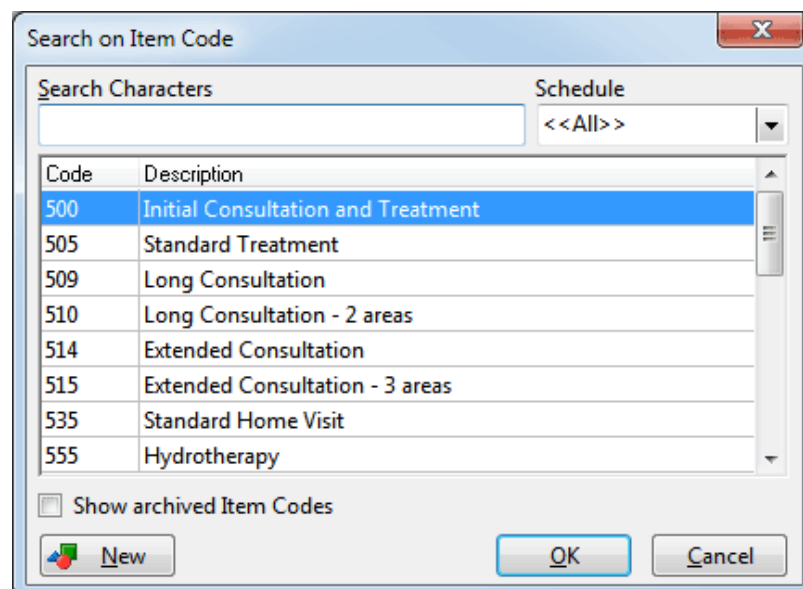 Search on Item Code
Search Characters Schedule
<<All>>
Code Description
500 Initial Consultation and Treatment
505 Standard Treatment
509 Long Consultation
510 Long Consultation - 2 areas
514 Extended Consultation
515 Extended Consultation - 3 areas
535 Standard Home Visit
555 Hydrotherapy
Show archived Item Codes
New OK Cancel